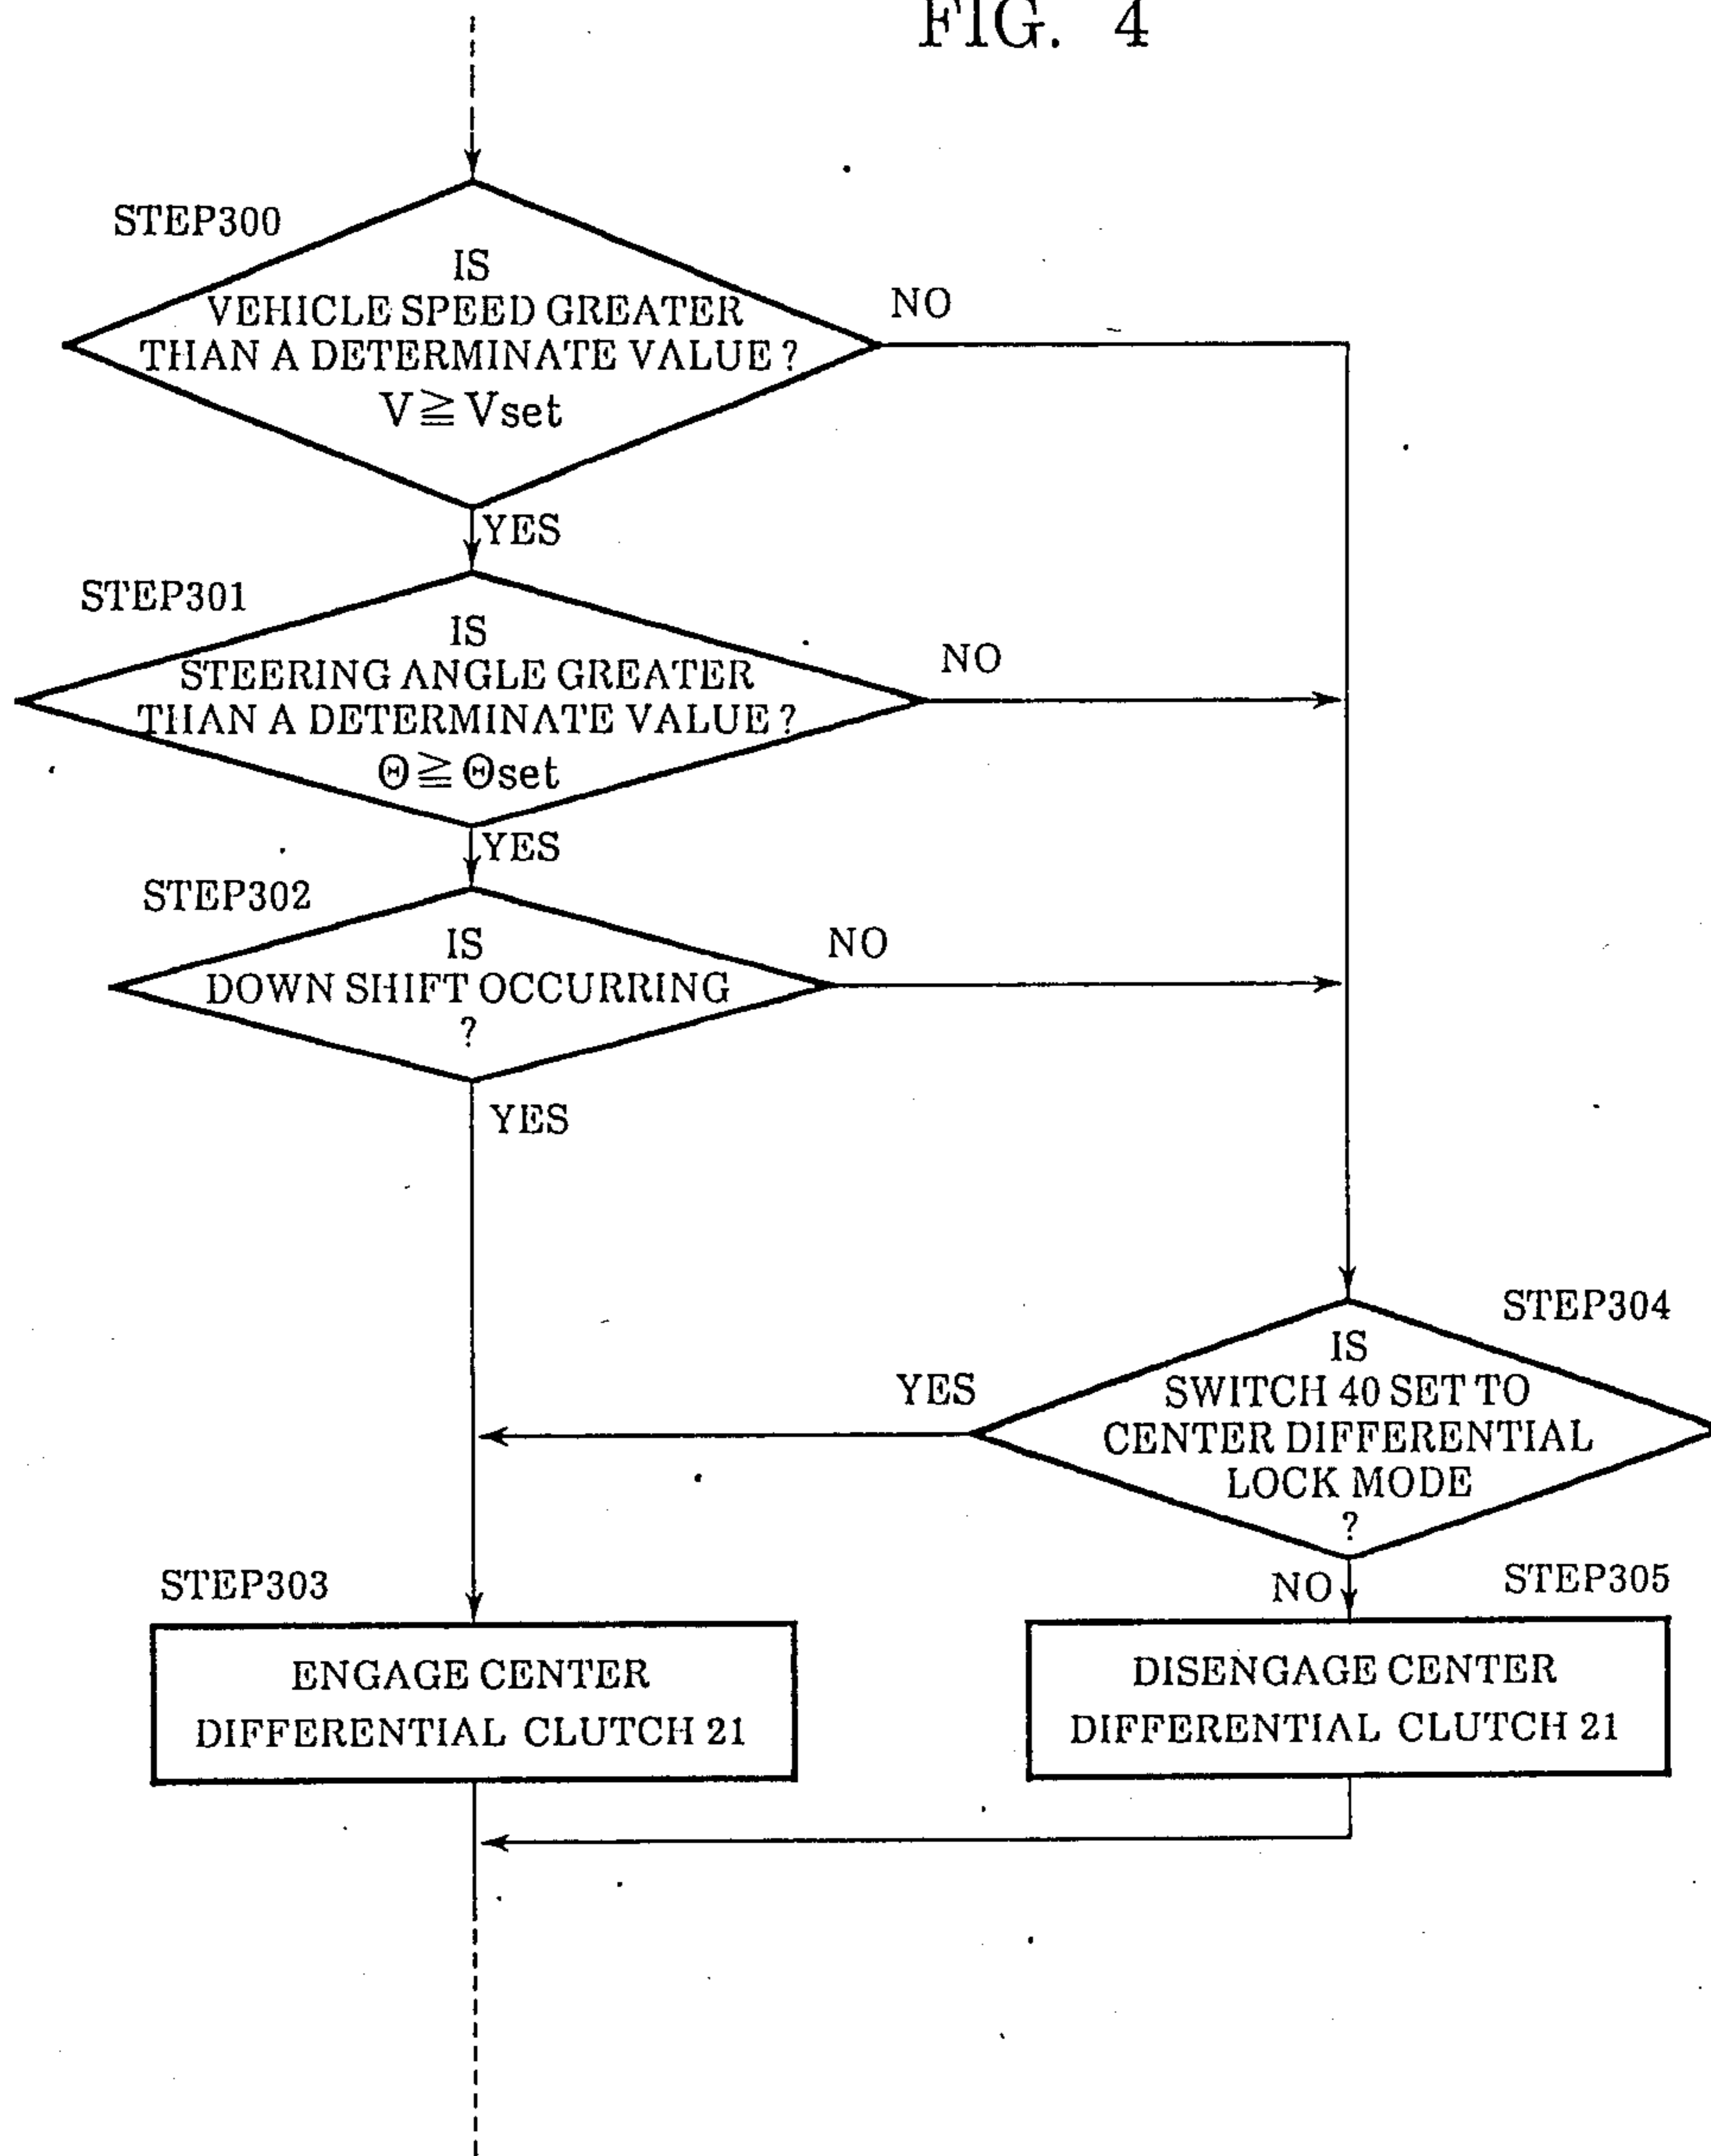 FIG. 4
STEP300
IS
VEHICLE SPEED GREATER
THAN A DETERMINATE VALUE ?
V≧Vset
NO
YES
STEP301
IS
STEERING ANGLE GREATER
THAN A DETERMINATE VALUE ?
Θ≧Θset
NO
YES
STEP302
IS
DOWN SHIFT OCCURRING
?
NO
YES
STEP304
IS
SWITCH 40 SET TO
CENTER DIFFERENTIAL
LOCK MODE
?
YES
NO
STEP303
ENGAGE CENTER
DIFFERENTIAL CLUTCH 21
STEP305
DISENGAGE CENTER
DIFFERENTIAL CLUTCH 21